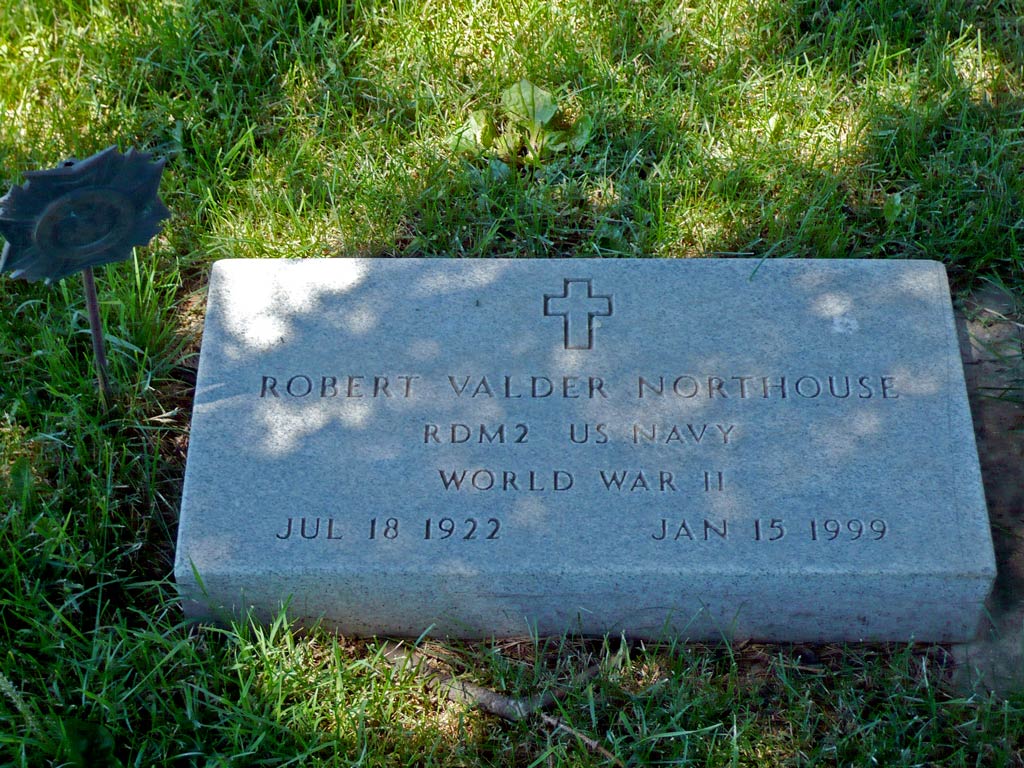 ROBERT VALDER NORTHOUSE
RDM2 US NAVY
WORLD WAR II
JUL 18 1922 JAN 15 1999